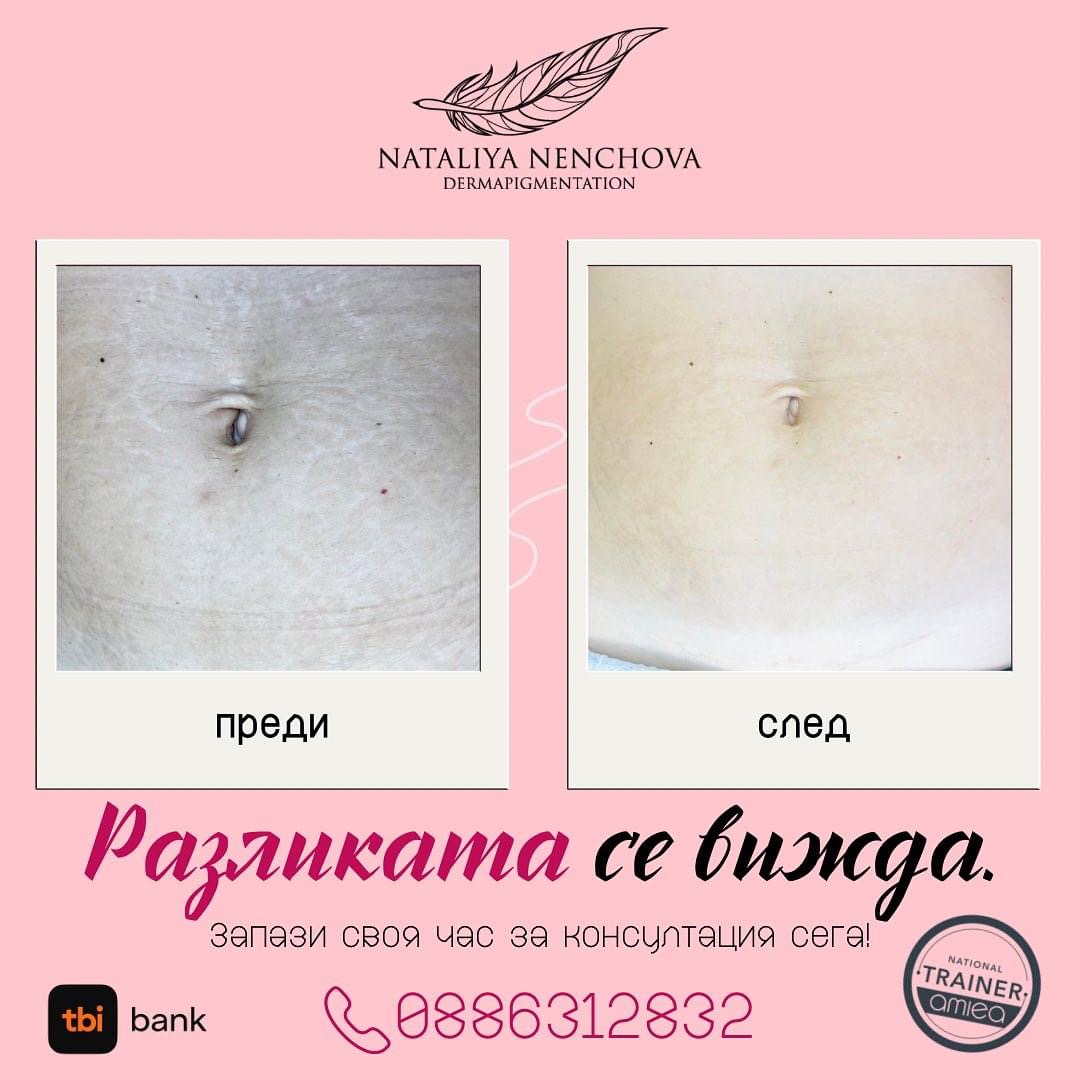 NATALIYA NENCHOVA
DERMAPIGMENTATION
преди
след
Разликата се вижда.
Запази своя час за консултация сега!
NATIONAL
TRAINER
amiea
tbi bank
0886312832